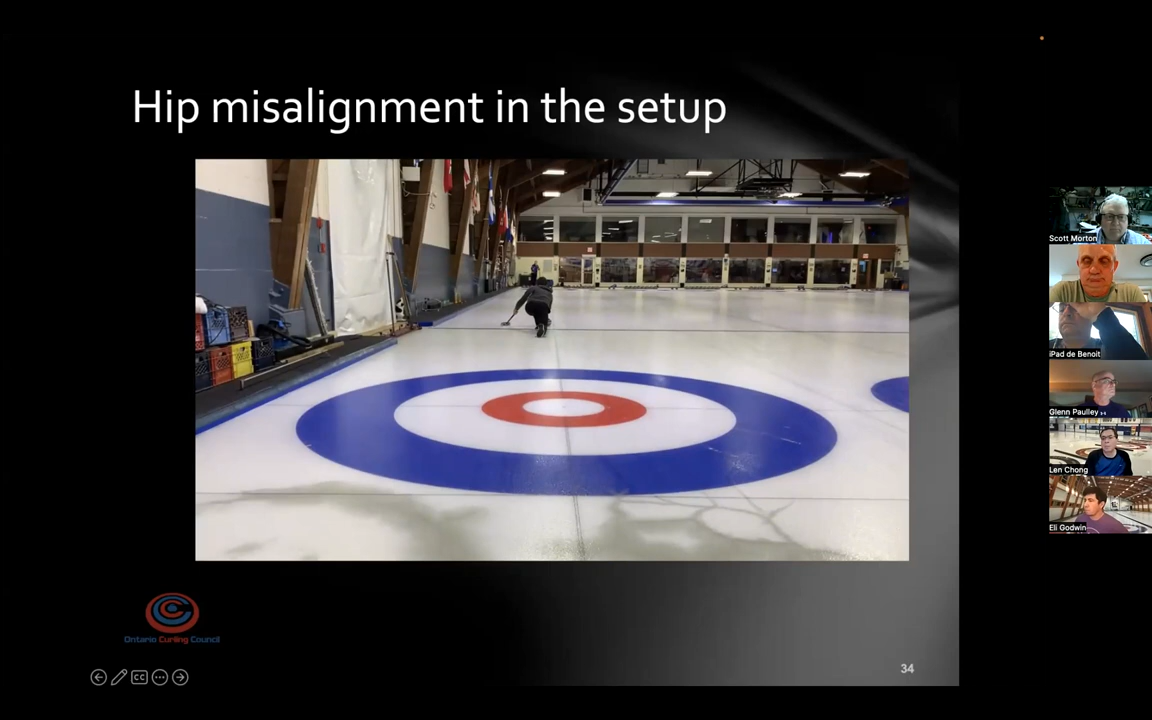 Hip misalignment in the setup
Ontario Curling Council
CC
34
Scott Morton
iPad de Benoit
Glenn Paulley
Len Chong
Eli Godwin